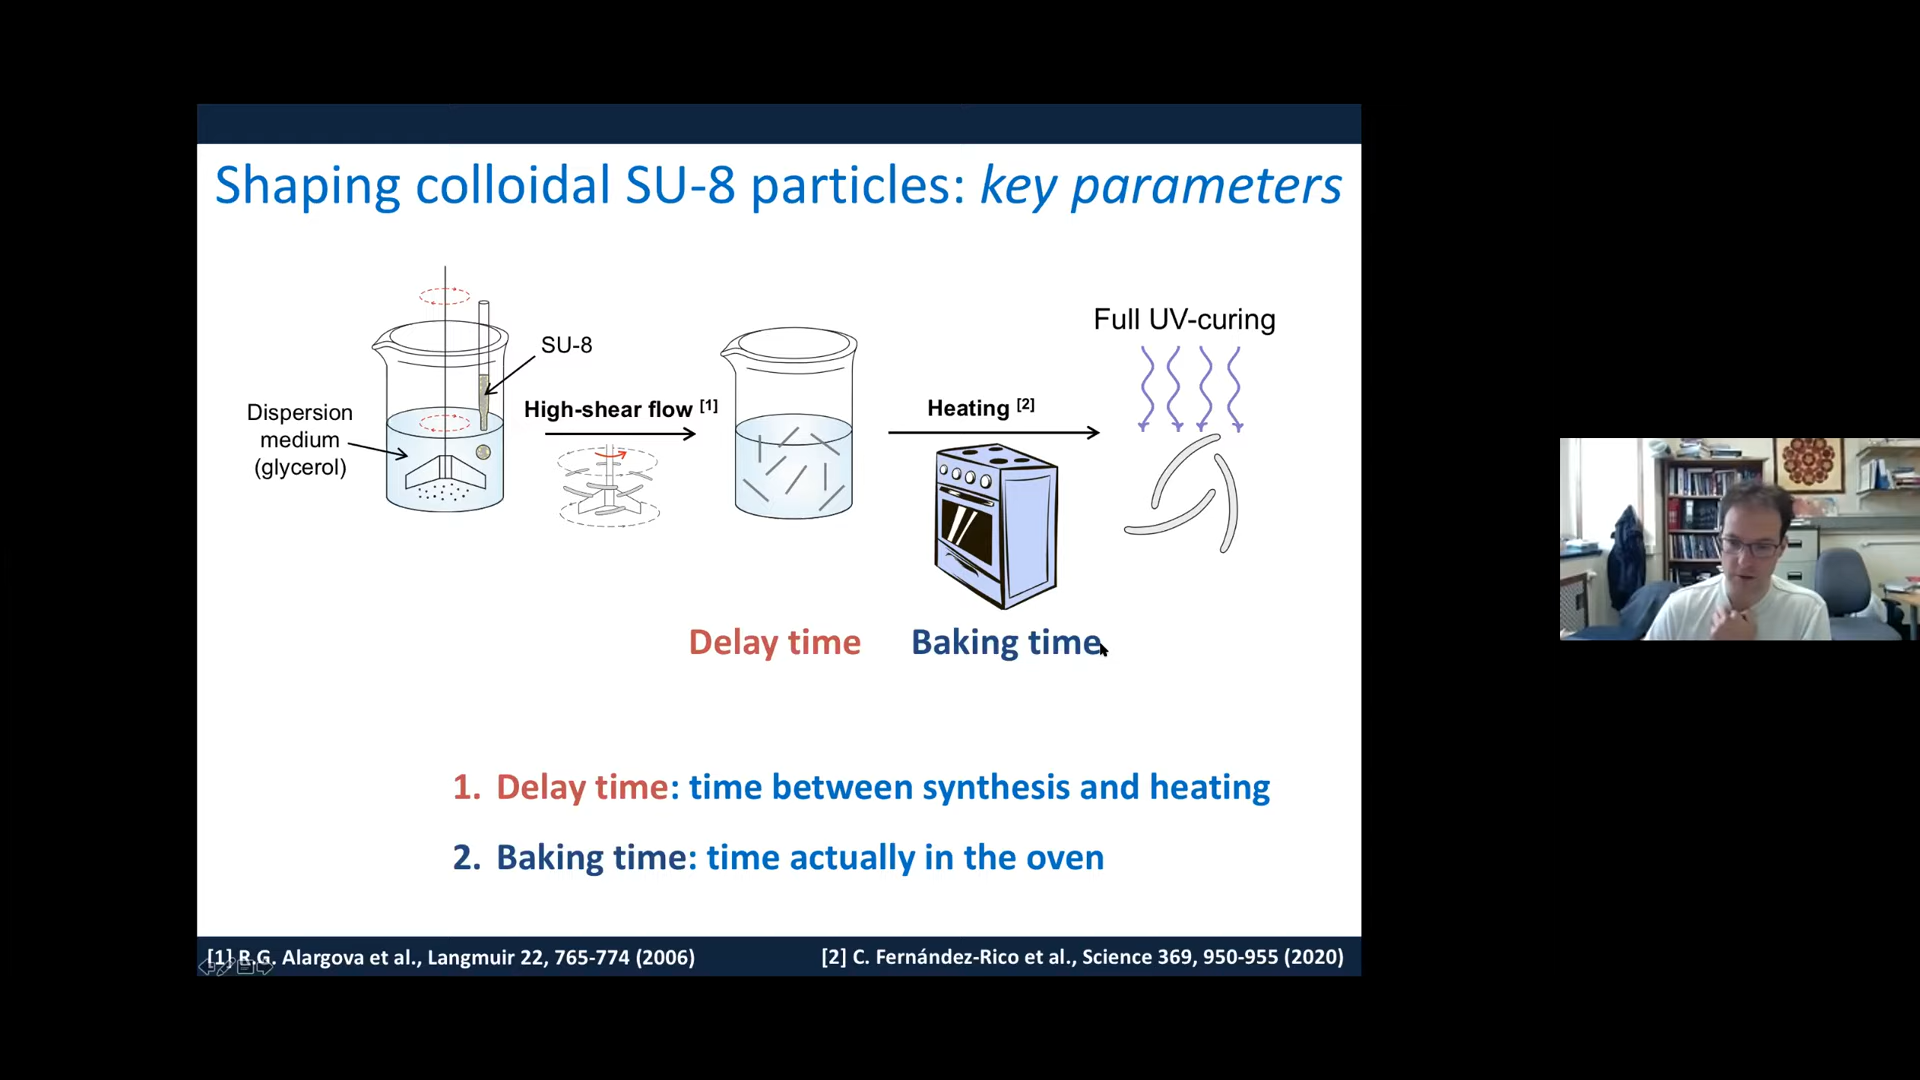 Shaping colloidal SU-8 particles: key parameters
SU-8
Dispersion
medium
(glycerol)
High-shear flow [1]
Heating [2]
Full UV-curing
Delay time
Baking time
1. Delay time: time between synthesis and heating
2. Baking time: time actually in the oven
[1] R.G. Alargova et al., Langmuir 22, 765-774 (2006)
[2] C. Fernández-Rico et al., Science 369, 950-955 (2020)